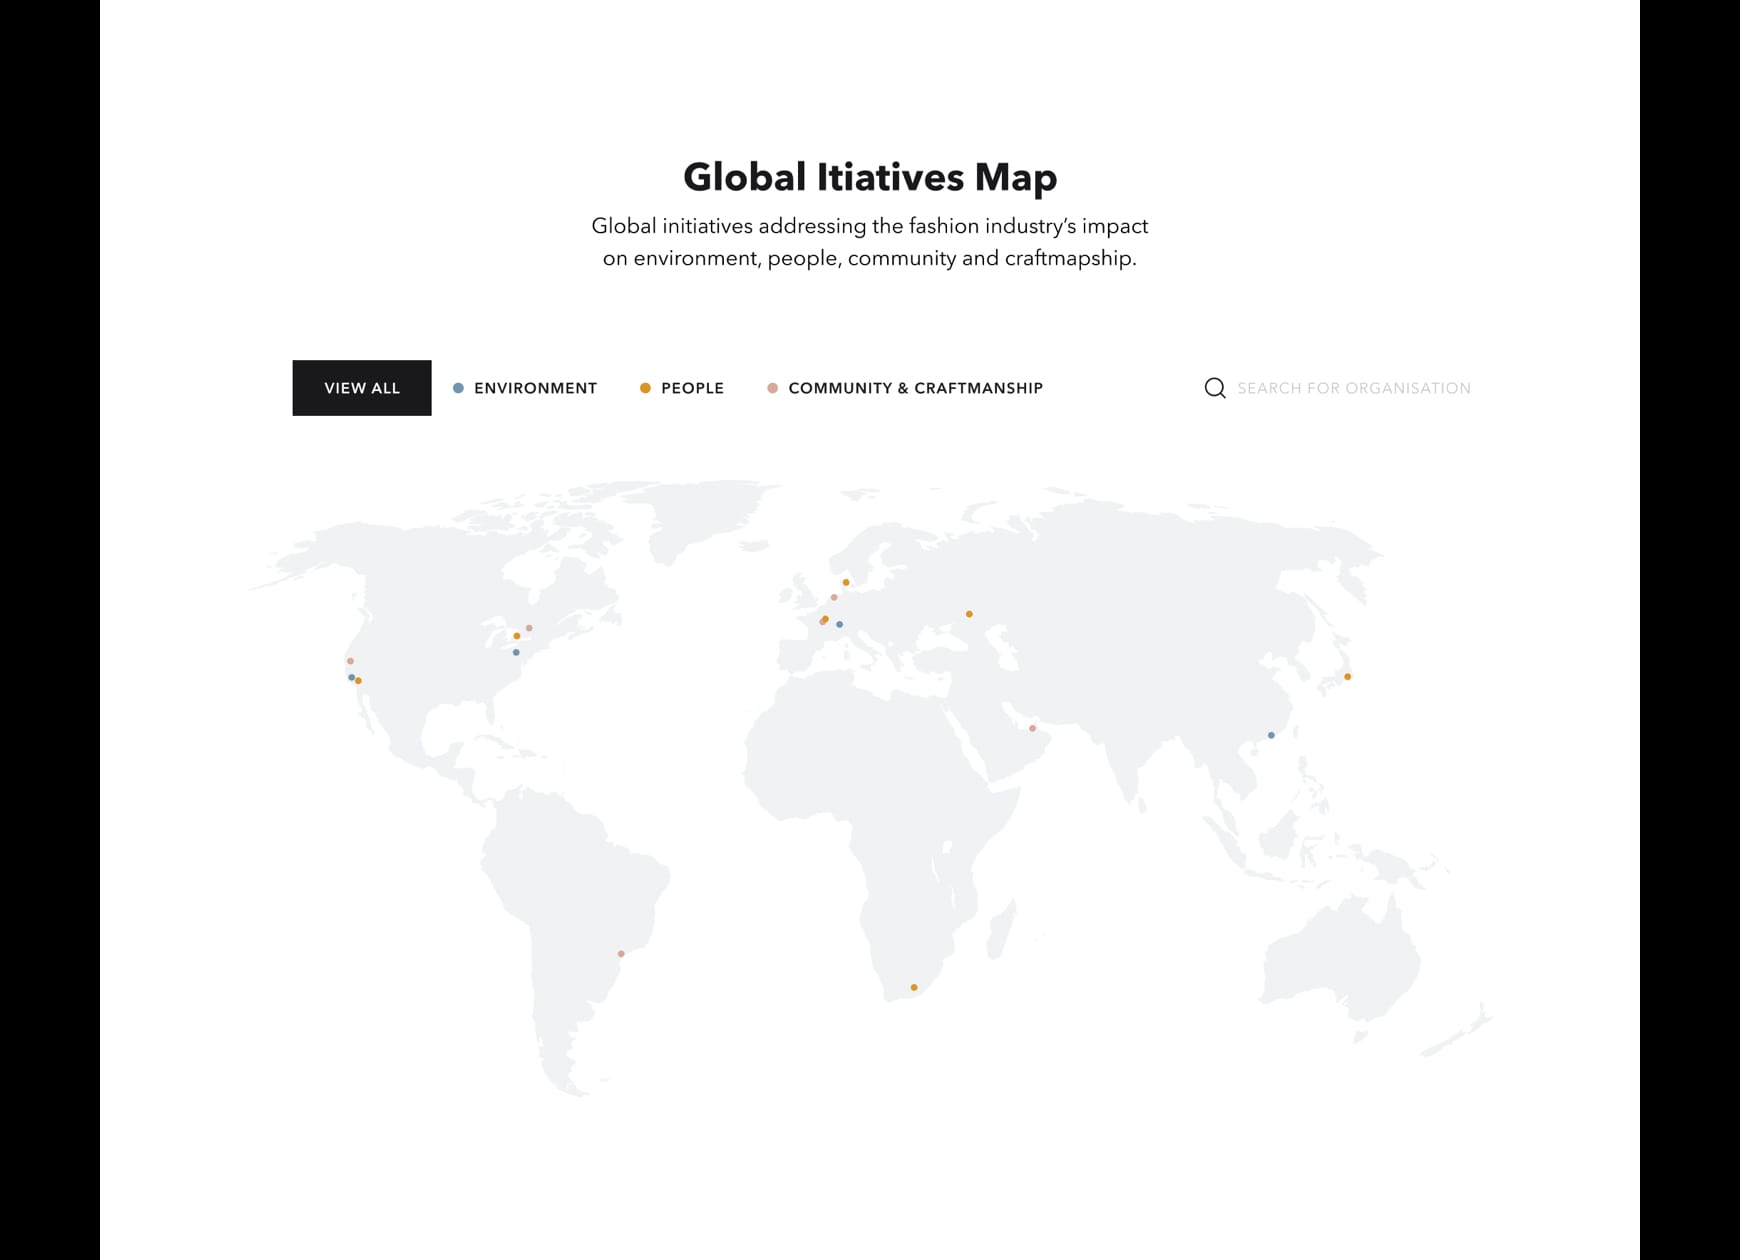 Global Itiatives Map
Global initiatives addressing the fashion industry’s impact
on environment, people, community and craftmapship.
VIEW ALL
ENVIRONMENT
PEOPLE
COMMUNITY & CRAFTMANSHIP
SEARCH FOR ORGANISATION